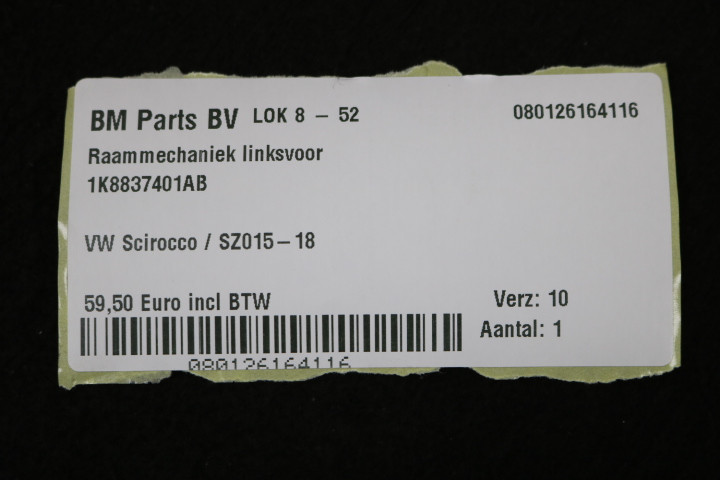 BM Parts BV LOK 8 - 52 080126164116
Raammechaniek linksvoor
1K8837401AB
VW Scirocco / SZ015-18
59,50 Euro incl BTW Verz: 10
Aantal: 1
080126164116